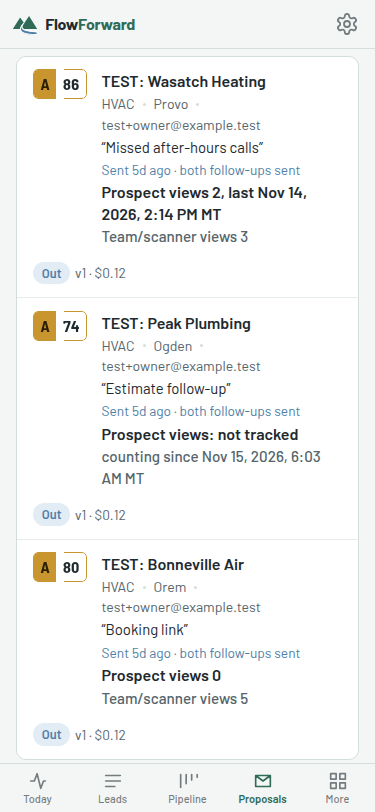 FlowForward
A 86 TEST: Wasatch Heating
HVAC • Provo •
test+owner@example.test
“Missed after-hours calls”
Sent 5d ago · both follow-ups sent
Prospect views 2, last Nov 14,
2026, 2:14 PM MT
Team/scanner views 3
Out v1 · $0.12
A 74 TEST: Peak Plumbing
HVAC • Ogden •
test+owner@example.test
“Estimate follow-up”
Sent 5d ago · both follow-ups sent
Prospect views: not tracked
counting since Nov 15, 2026, 6:03
AM MT
Out v1 · $0.12
A 80 TEST: Bonneville Air
HVAC • Orem •
test+owner@example.test
“Booking link”
Sent 5d ago · both follow-ups sent
Prospect views 0
Team/scanner views 5
Out v1 · $0.12
Today Leads Pipeline Proposals More